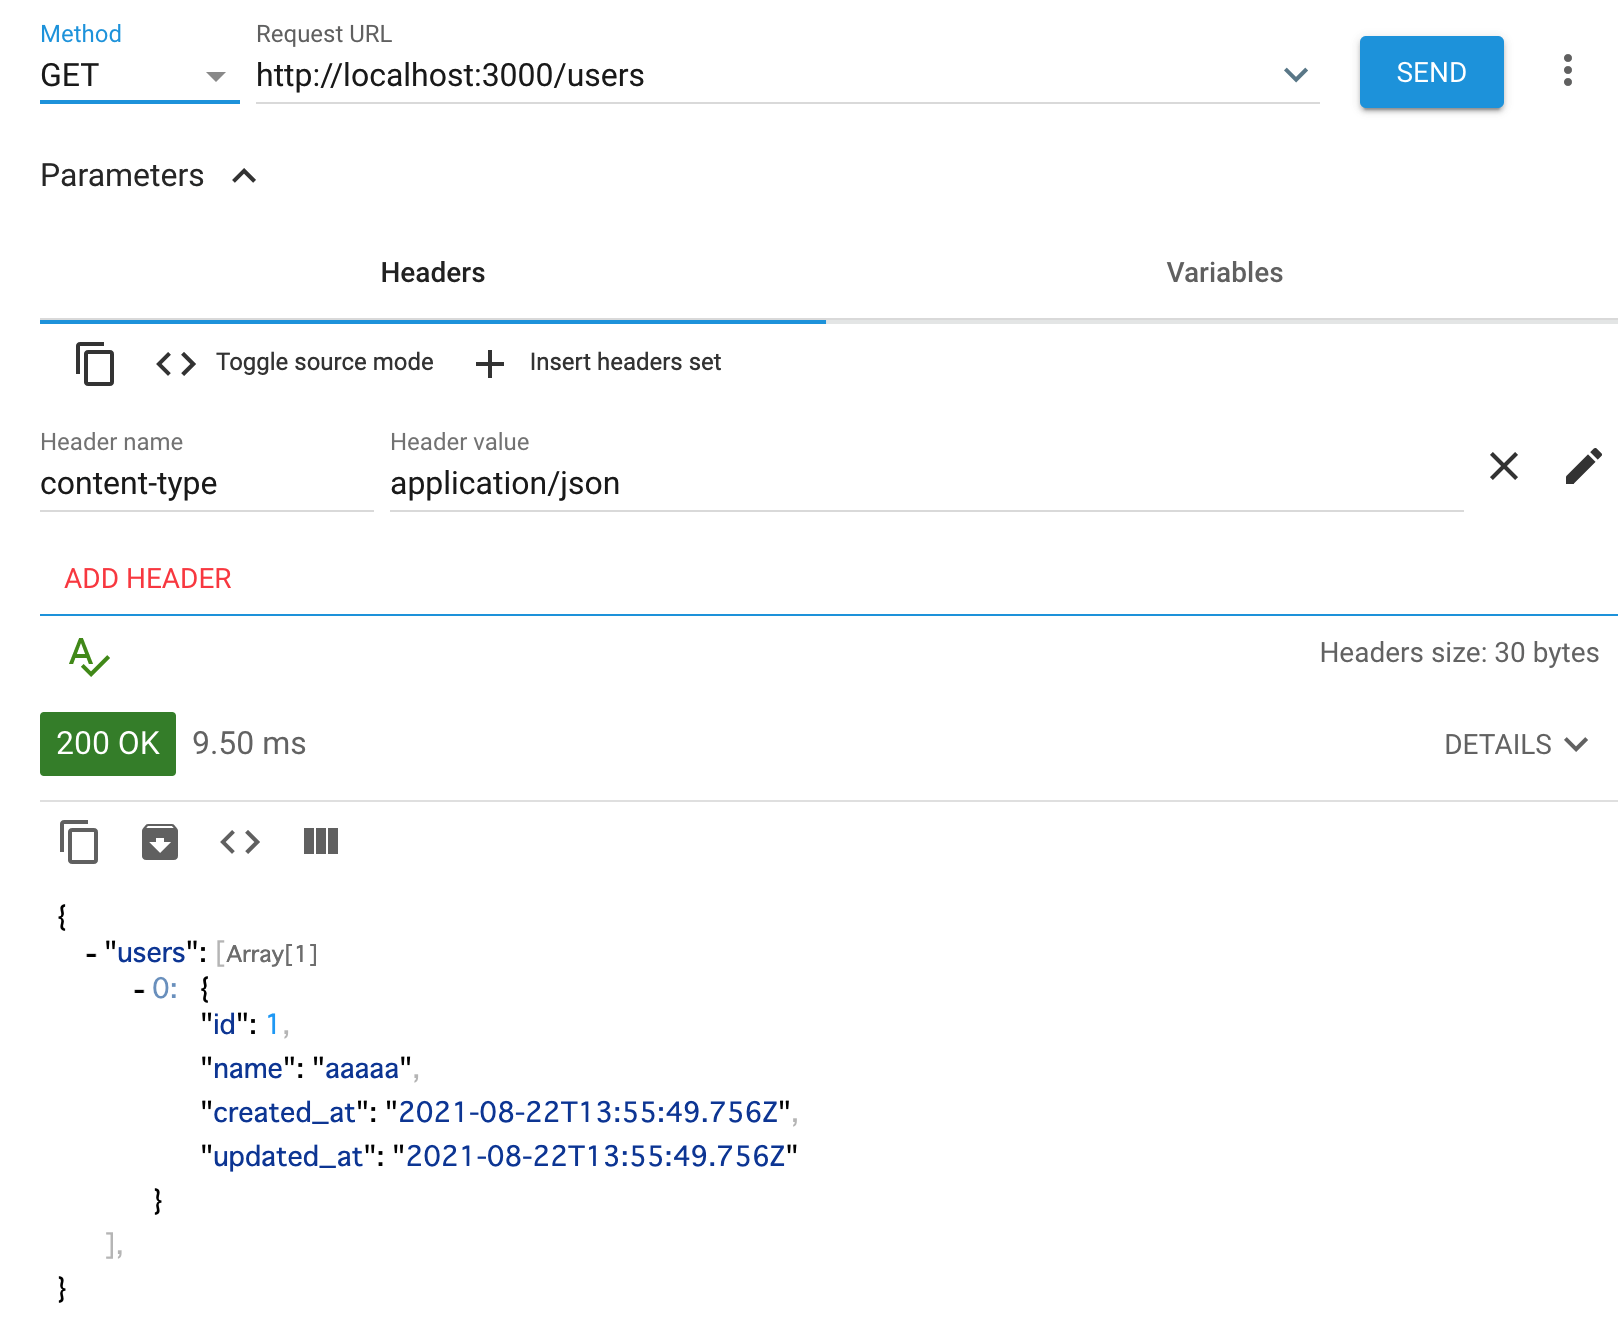 Method
Request URL
GET
http://localhost:3000/users
SEND
Parameters
Headers
Variables
Toggle source mode
Insert headers set
Header name
Header value
content-type
application/json
ADD HEADER
Headers size: 30 bytes
200 OK
9.50 ms
DETAILS
{
- "users": [Array[1]
- 0: {
"id": 1,
"name": "aaaaa",
"created_at": "2021-08-22T13:55:49.756Z",
"updated_at": "2021-08-22T13:55:49.756Z"
}
],
}